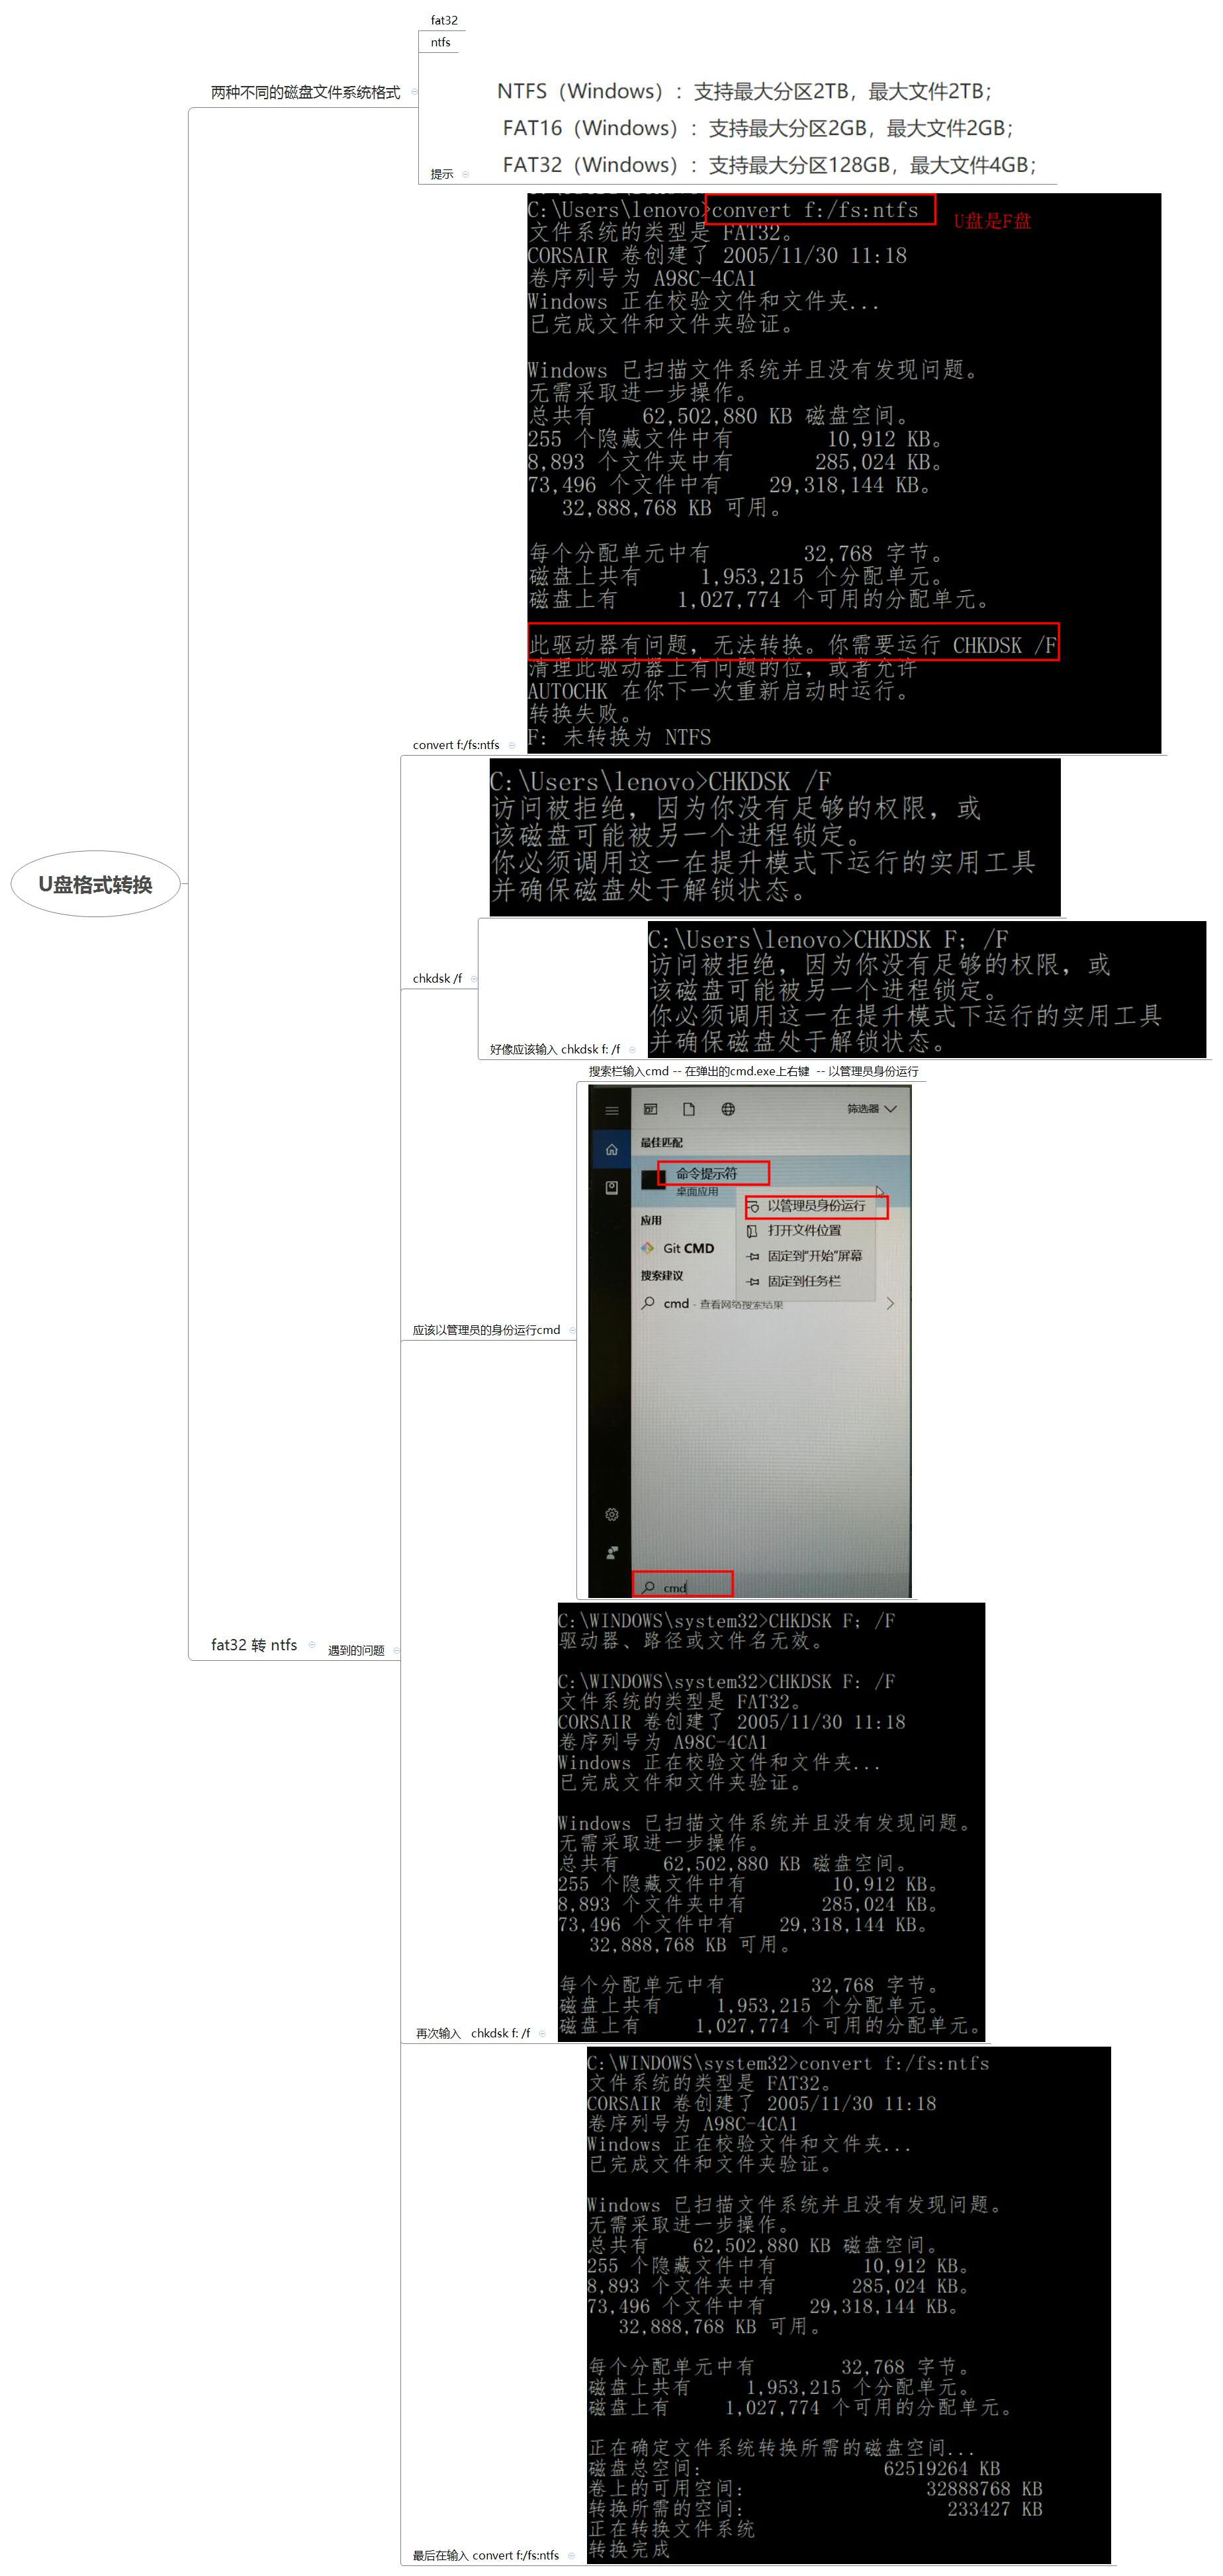 fat32
ntfs
两种不同的磁盘文件系统格式
NTFS（Windows）：支持最大分区2TB，最大文件2TB；
FAT16（Windows）：支持最大分区2GB，最大文件2GB；
FAT32（Windows）：支持最大分区128GB，最大文件4GB；
提示
C:\Users\lenovo>convert f:/fs:ntfs
U盘是F盘
文件系统的类型是 FAT32。
CORSAIR 卷创建了 2005/11/30 11:18
卷序列号为 A98C-4CA1
Windows 正在校验文件和文件夹...
已完成文件和文件夹验证。
Windows 已扫描文件系统并且没有发现问题。
无需采取进一步操作。
总共有 62,502,880 KB 磁盘空间。
255 个隐藏文件中有 10,912 KB。
8,893 个文件夹中有 285,024 KB。
73,496 个文件中有 29,318,144 KB。
32,888,768 KB 可用。
每个分配单元中有 32,768 字节。
磁盘上共有 1,953,215 个分配单元。
磁盘上有 1,027,774 个可用的分配单元。
此驱动器有问题，无法转换。你需要运行 CHKDSK /F
清理此驱动器上有问题的位，或者允许
AUTOCHK 在你下一次重新启动时运行。
转换失败。
F: 未转换为 NTFS
convert f:/fs:ntfs
C:\Users\lenovo>CHKDSK /F
访问被拒绝，因为你没有足够的权限，或
该磁盘可能被另一个进程锁定。
你必须调用这一在提升模式下运行的实用工具
并确保磁盘处于解锁状态。
U盘格式转换
chkdsk /f
C:\Users\lenovo>CHKDSK F; /F
访问被拒绝，因为你没有足够的权限，或
该磁盘可能被另一个进程锁定。
你必须调用这一在提升模式下运行的实用工具
并确保磁盘处于解锁状态。
好像应该输入 chkdsk f: /f
搜索栏输入cmd -- 在弹出的cmd.exe上右键 -- 以管理员身份运行
筛选器
最佳匹配
命令提示符
桌面应用
以管理员身份运行
应用
打开文件位置
Git CMD
固定到"开始"屏幕
搜索建议
固定到任务栏
cmd - 查看网络搜索结果
应该以管理员的身份运行cmd
cmd
C:\WINDOWS\system32>CHKDSK F; /F
驱动器、路径或文件名无效。
C:\WINDOWS\system32>CHKDSK F: /F
文件系统的类型是 FAT32。
CORSAIR 卷创建了 2005/11/30 11:18
卷序列号为 A98C-4CA1
Windows 正在校验文件和文件夹...
已完成文件和文件夹验证。
Windows 已扫描文件系统并且没有发现问题。
无需采取进一步操作。
总共有 62,502,880 KB 磁盘空间。
255 个隐藏文件中有 10,912 KB。
8,893 个文件夹中有 285,024 KB。
73,496 个文件中有 29,318,144 KB。
32,888,768 KB 可用。
每个分配单元中有 32,768 字节。
磁盘上共有 1,953,215 个分配单元。
磁盘上有 1,027,774 个可用的分配单元。
fat32 转 ntfs
遇到的问题
再次输入 chkdsk f: /f
C:\WINDOWS\system32>convert f:/fs:ntfs
文件系统的类型是 FAT32。
CORSAIR 卷创建了 2005/11/30 11:18
卷序列号为 A98C-4CA1
Windows 正在校验文件和文件夹...
已完成文件和文件夹验证。
Windows 已扫描文件系统并且没有发现问题。
无需采取进一步操作。
总共有 62,502,880 KB 磁盘空间。
255 个隐藏文件中有 10,912 KB。
8,893 个文件夹中有 285,024 KB。
73,496 个文件中有 29,318,144 KB。
32,888,768 KB 可用。
每个分配单元中有 32,768 字节。
磁盘上共有 1,953,215 个分配单元。
磁盘上有 1,027,774 个可用的分配单元。
正在确定文件系统转换所需的磁盘空间...
磁盘总空间: 62519264 KB
卷上的可用空间: 32888768 KB
转换所需的空间: 233427 KB
正在转换文件系统
转换完成
最后在输入 convert f:/fs:ntfs